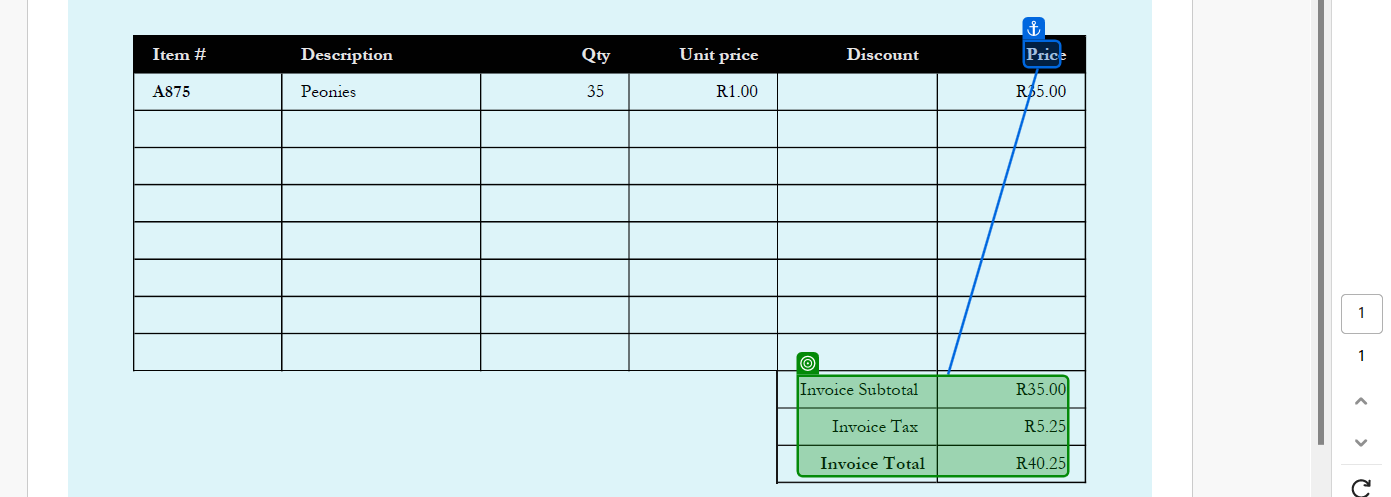 Item # Description Qty Unit price Discount Price
A875 Peonies 35 R1.00 R35.00
Invoice Subtotal R35.00
Invoice Tax R5.25
Invoice Total R40.25
1
1